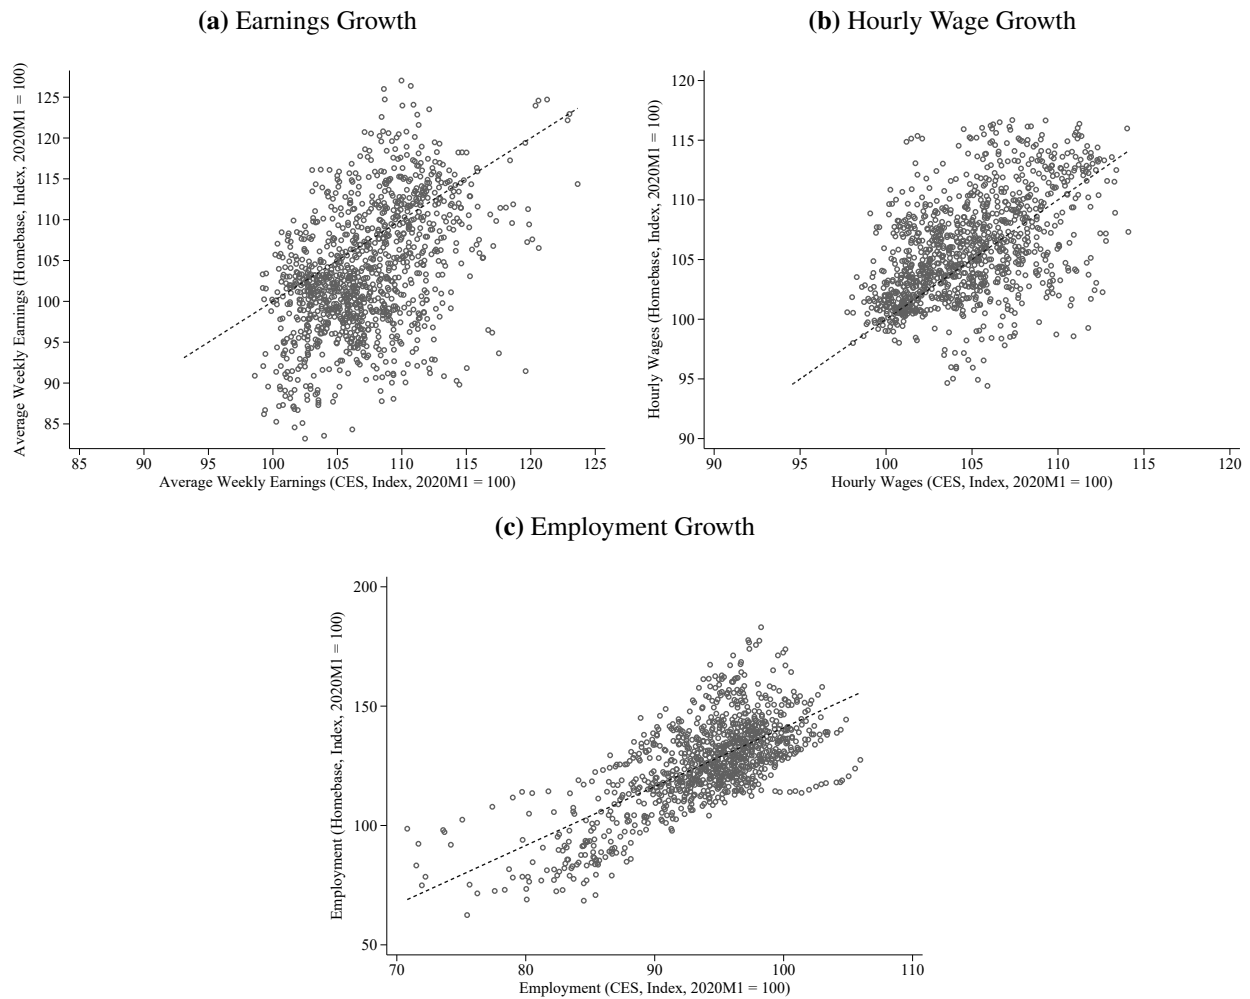 (a) Earnings Growth
Average Weekly Earnings (Homebase, Index, 2020M1 = 100)
125
120
115
110
105
100
95
90
85
85 90 95 100 105 110 115 120 125
Average Weekly Earnings (CES, Index, 2020M1 = 100)
(b) Hourly Wage Growth
Hourly Wages (Homebase, Index, 2020M1 = 100)
120
115
110
105
100
95
90
90 95 100 105 110 115 120
Hourly Wages (CES, Index, 2020M1 = 100)
(c) Employment Growth
Employment (Homebase, Index, 2020M1 = 100)
200
150
100
50
70 80 90 100 110
Employment (CES, Index, 2020M1 = 100)